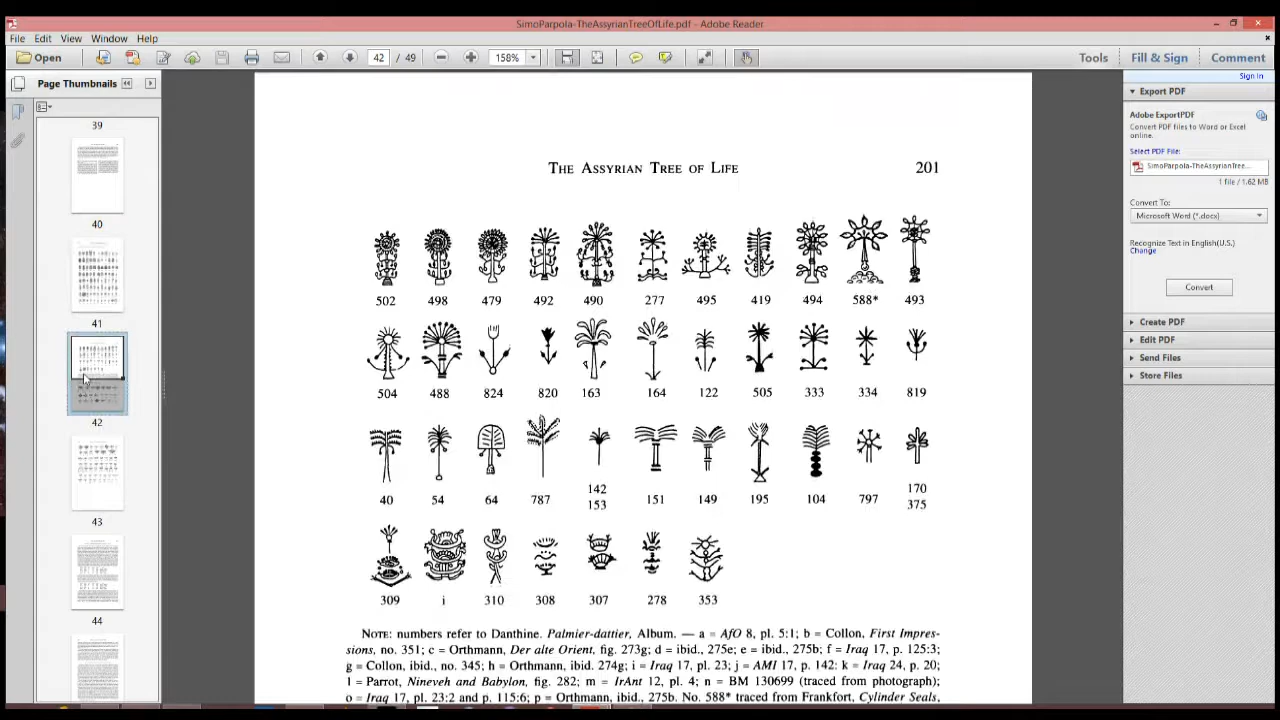 SimoParpola-TheAssyrianTreeOfLife.pdf - Adobe Reader
File Edit View Window Help
Open 42 / 49 158% Tools Fill & Sign Comment
Sign In
Page Thumbnails
39
40
41
42
43
44
THE ASSYRIAN TREE OF LIFE 201
502 498 479 492 490 277 495 419 494 588* 493
504 488 824 820 163 164 122 505 333 334 819
40 54 64 787 142 151 149 195 104 797 170
153 375
309 i 310 308 307 278 353
NOTE: numbers refer to Danthine. Palmier-dattier, Album. — a = AfO 8, pl. 5:1; b = Collon, First Impres-
sions, no. 351; c = Orthmann, Der alte Orient, fig. 273g; d = ibid., 275e; e = ibid., 275b; f = Iraq 17, p. 125:3;
g = Collon, ibid., no. 345; h = Orthmann, ibid. 274g; i = Iraq 17, pl. 23; j = AMI 17, p. 142; k = Iraq 24, p. 20;
l = Parrot, Nineveh and Babylon, fig. 282; m = IrAnt 12, pl. 4; n = BM 130699 (traced from photograph);
o = Iraq 17, pl. 23:2 and p. 115:6; p = Orthmann, ibid., 275b. No. 588* traced from Frankfort, Cylinder Seals,
Export PDF
Adobe ExportPDF
Convert PDF files to Word or Excel
online.
Select PDF File:
SimoParpola-TheAssyrianTree...
1 file / 1.62 MB
Convert To:
Microsoft Word (*.docx)
Recognize Text in English(U.S.)
Change
Convert
Create PDF
Edit PDF
Send Files
Store Files